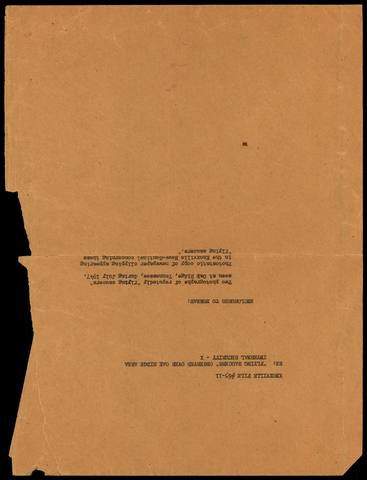 KNOXVILLE FILE #65-11
RE: "FLYING SAUCERS" OBSERVED OVER OAK RIDGE AREA
INTERNAL SECURITY - X
ENCLOSURES TO BUREAU:
Two photographs of reputedly "flying saucers"
seen at Oak Ridge, Tennessee, during July 1947.
Photostatic copy of newspaper clipping appearing
in the Knoxville News-Sentinel concerning these
"flying saucers".